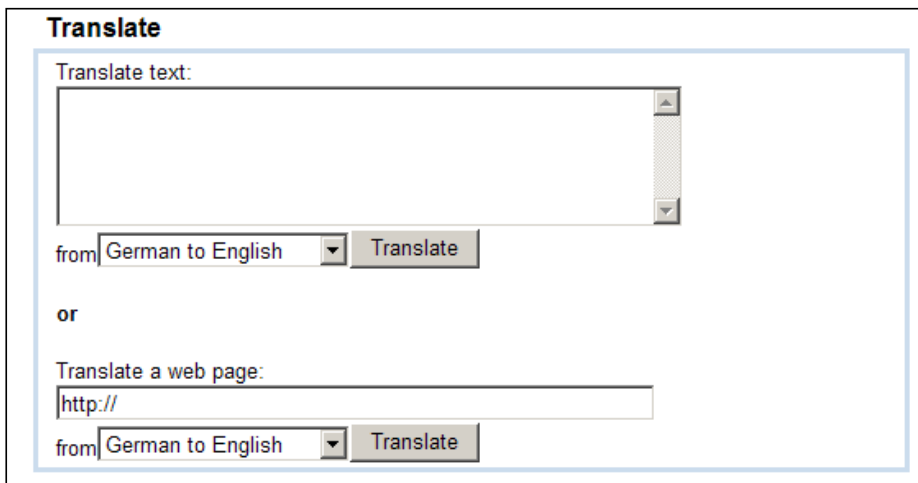 Translate
Translate text:
from German to English Translate
or
Translate a web page:
http://
from German to English Translate